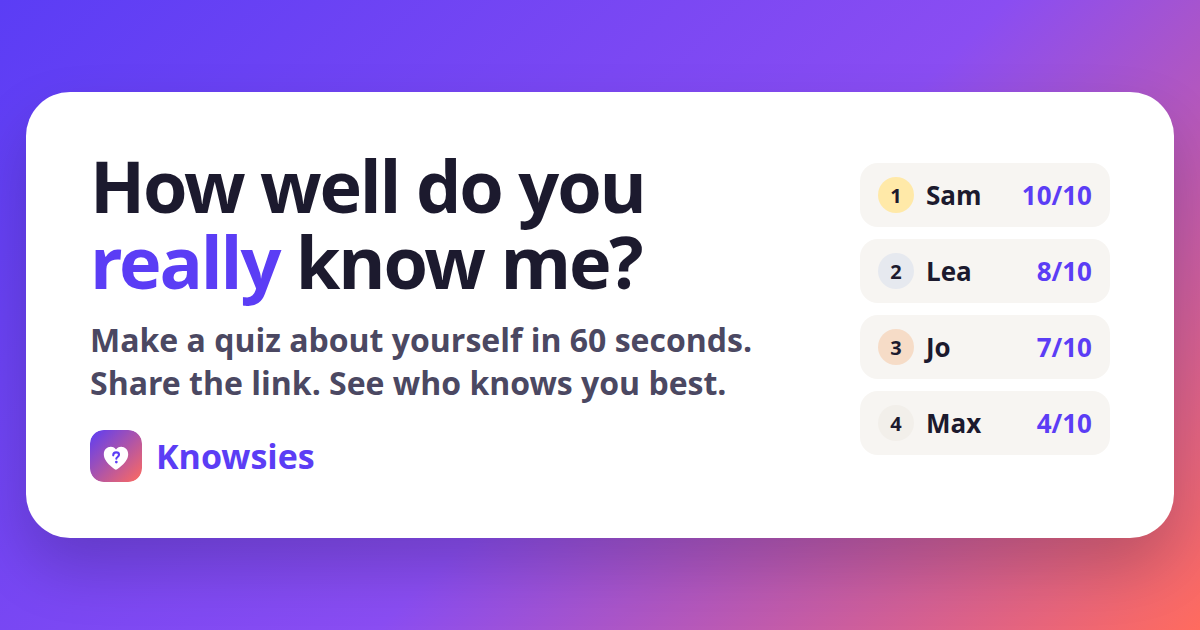 How well do you
really know me?
Make a quiz about yourself in 60 seconds.
Share the link. See who knows you best.
? Knowsies
1 Sam 10/10
2 Lea 8/10
3 Jo 7/10
4 Max 4/10